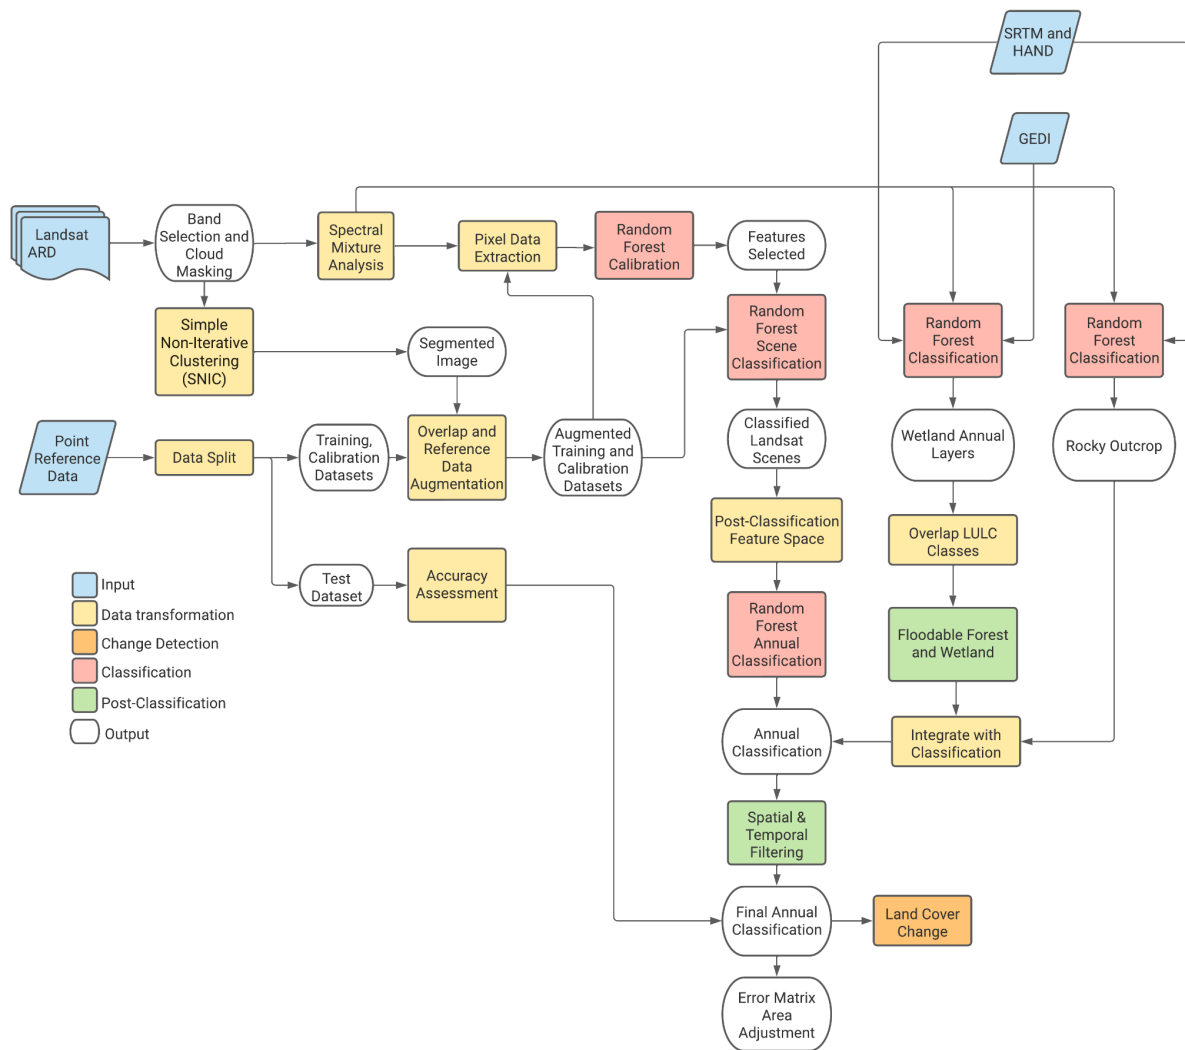 SRTM and
HAND
GEDI
Landsat
ARD
Band
Selection and
Cloud
Masking
Spectral
Mixture
Analysis
Pixel Data
Extraction
Random
Forest
Calibration
Features
Selected
Simple
Non-Iterative
Clustering
(SNIC)
Segmented
Image
Random
Forest
Scene
Classification
Random
Forest
Classification
Random
Forest
Classification
Point
Reference
Data
Data Split
Training,
Calibration
Datasets
Overlap and
Reference
Data
Augmentation
Augmented
Training and
Calibration
Datasets
Classified
Landsat
Scenes
Wetland Annual
Layers
Rocky Outcrop
Post-Classification
Feature Space
Overlap LULC
Classes
Test
Dataset
Accuracy
Assessment
Random
Forest
Annual
Classification
Floodable Forest
and Wetland
Input
Data transformation
Change Detection
Classification
Post-Classification
Output
Annual
Classification
Integrate with
Classification
Spatial &
Temporal
Filtering
Final Annual
Classification
Land Cover
Change
Error Matrix
Area
Adjustment